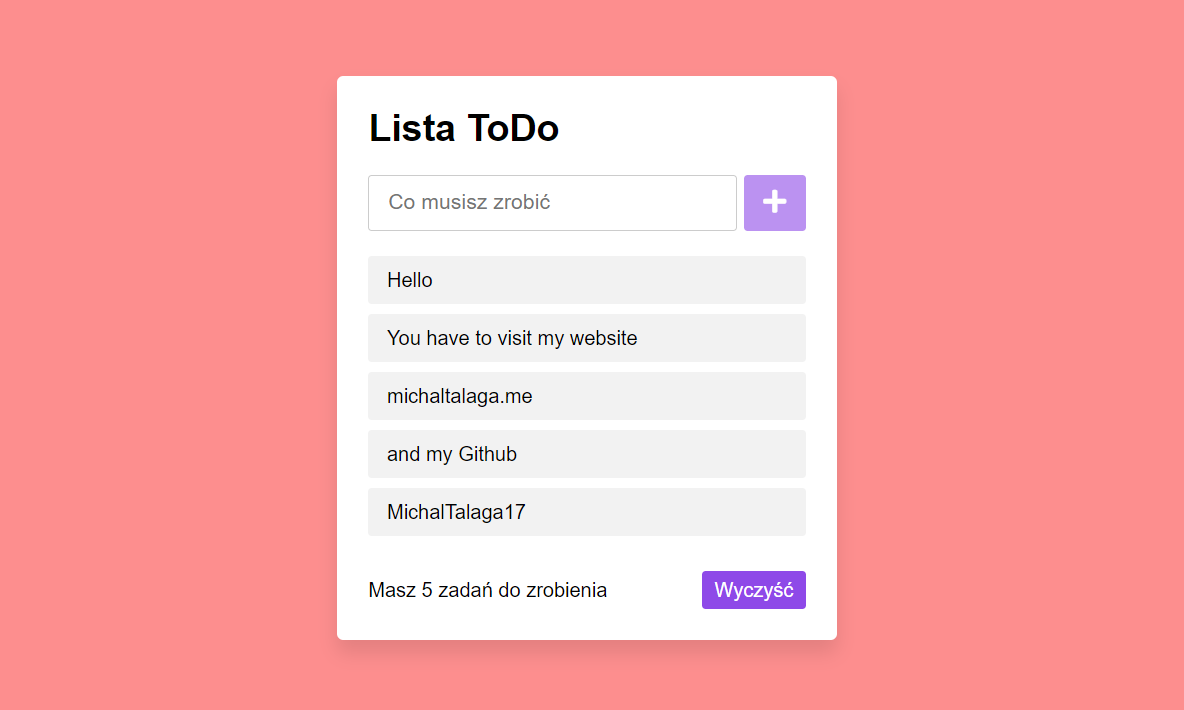 Lista ToDo
Co musisz zrobić
Hello
You have to visit my website
michaltalaga.me
and my Github
MichalTalaga17
Masz 5 zadań do zrobienia
Wyczyść